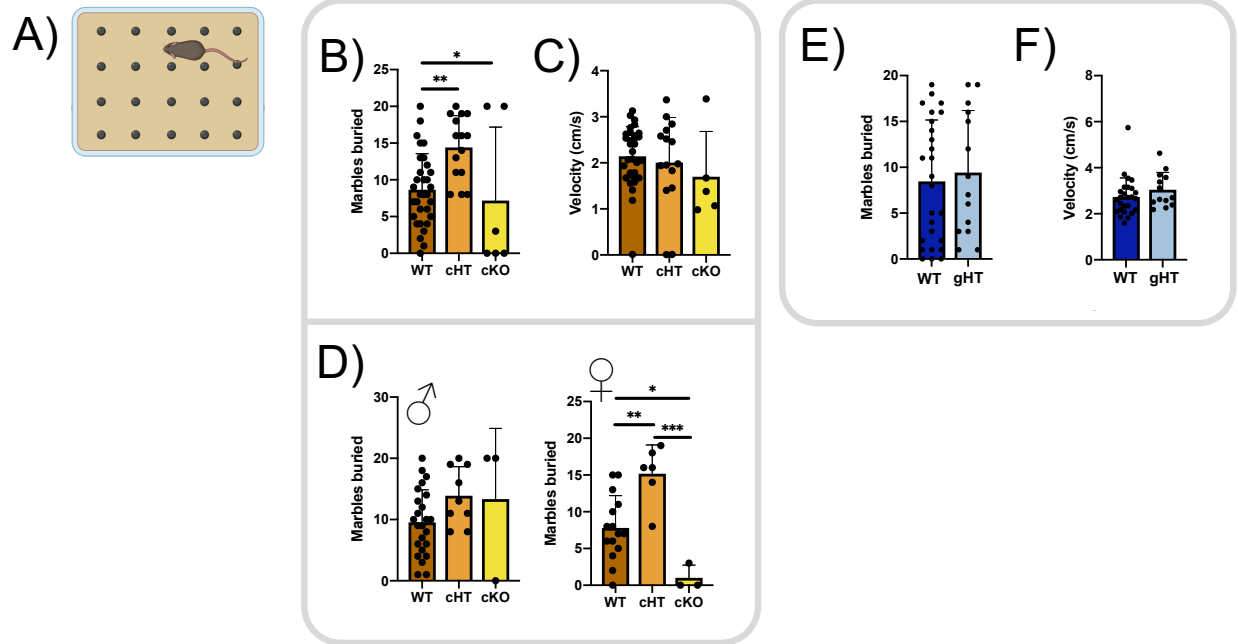 A)
B)
Marbles buried
25
20
15
10
5
0
*
**
WT cHT cKO
C)
Velocity (cm/s)
4
3
2
1
0
WT cHT cKO
D)
♂
Marbles buried
30
20
10
0
WT cHT cKO
♀
Marbles buried
25
20
15
10
5
0
*
**
***
WT cHT cKO
E)
Marbles buried
20
15
10
5
0
WT gHT
F)
Velocity (cm/s)
8
6
4
2
0
WT gHT